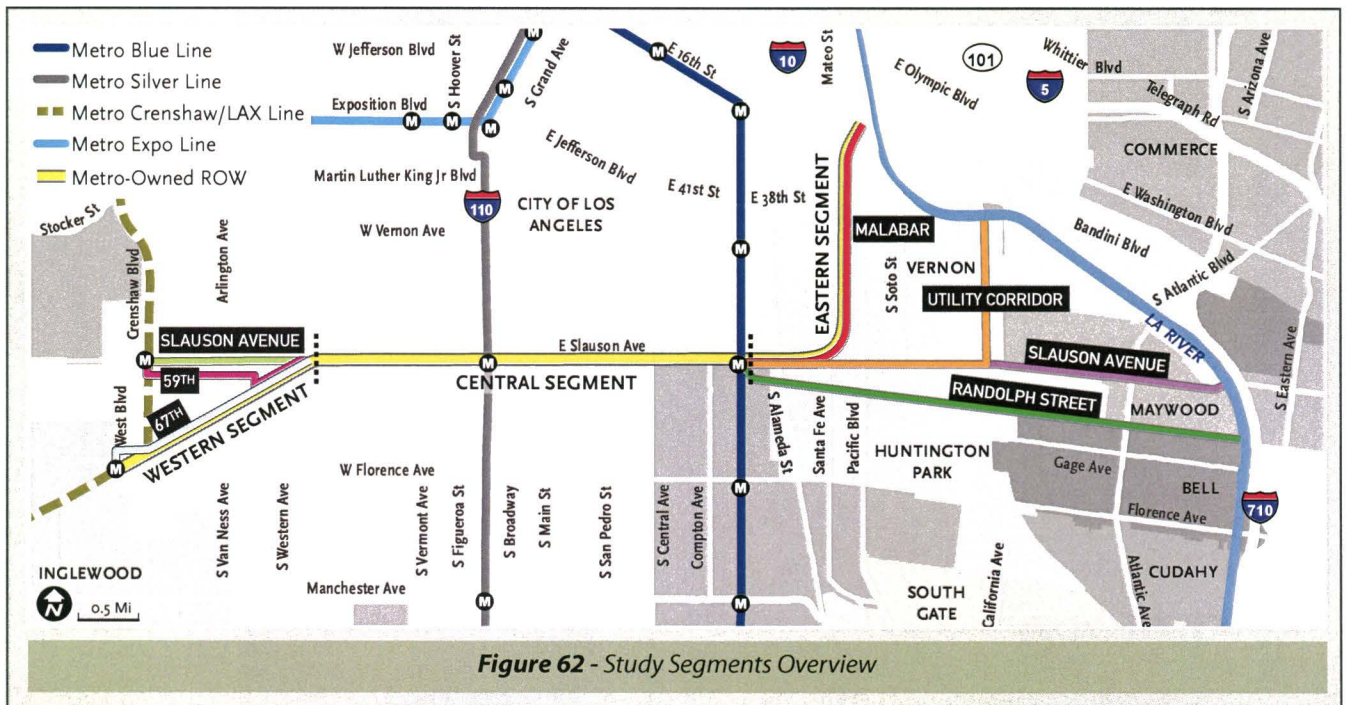 Metro Blue Line
Metro Silver Line
Metro Crenshaw/LAX Line
Metro Expo Line
Metro-Owned ROW
W Jefferson Blvd
S Hoover St
S Grand Ave
M
E 16th St
10
Mateo St
E Olympic Blvd
101
5
Whittier Blvd
Telegraph Rd
S Arizona Ave
COMMERCE
Exposition Blvd
M
M
M
M
M
M
E Jefferson Blvd
Martin Luther King Jr Blvd
E 41st St
E 38th St
E Washington Blvd
Bandini Blvd
S Atlantic Blvd
110
CITY OF LOS
ANGELES
W Vernon Ave
Stocker St
Crenshaw Blvd
Arlington Ave
M
EASTERN SEGMENT
MALABAR
S Soto St
VERNON
UTILITY CORRIDOR
LA RIVER
S Eastern Ave
SLAUSON AVENUE
M
59TH
67TH
West Blvd
M
WESTERN SEGMENT
E Slauson Ave
M
CENTRAL SEGMENT
M
SLAUSON AVENUE
RANDOLPH STREET
MAYWOOD
S Alameda St
Santa Fe Ave
Pacific Blvd
HUNTINGTON
PARK
Gage Ave
BELL
710
Florence Ave
CUDAHY
Atlantic Ave
W Florence Ave
S Van Ness Ave
S Western Ave
S Vermont Ave
S Figueroa St
S Broadway
S Main St
S San Pedro St
S Central Ave
Compton Ave
M
M
M
Manchester Ave
SOUTH
GATE
California Ave
INGLEWOOD
N
0.5 Mi
Figure 62 - Study Segments Overview